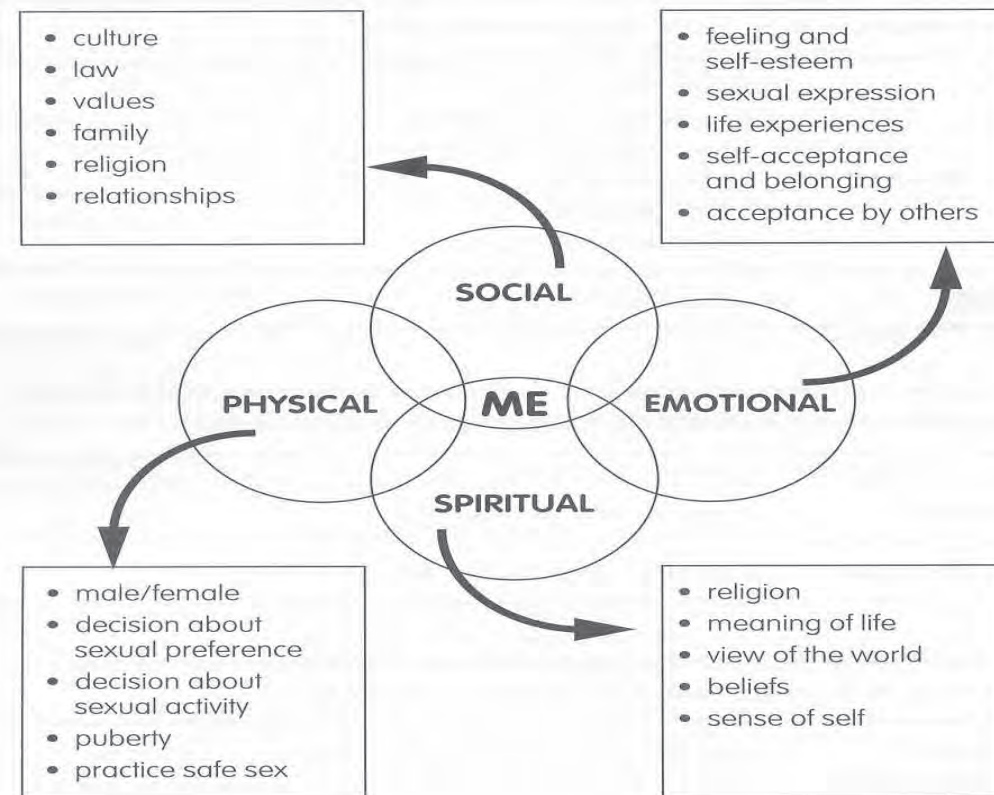 • culture
• law
• values
• family
• religion
• relationships
• feeling and
self-esteem
• sexual expression
• life experiences
• self-acceptance
and belonging
• acceptance by others
SOCIAL
PHYSICAL
ME
EMOTIONAL
SPIRITUAL
• male/female
• decision about
sexual preference
• decision about
sexual activity
• puberty
• practice safe sex
• religion
• meaning of life
• view of the world
• beliefs
• sense of self